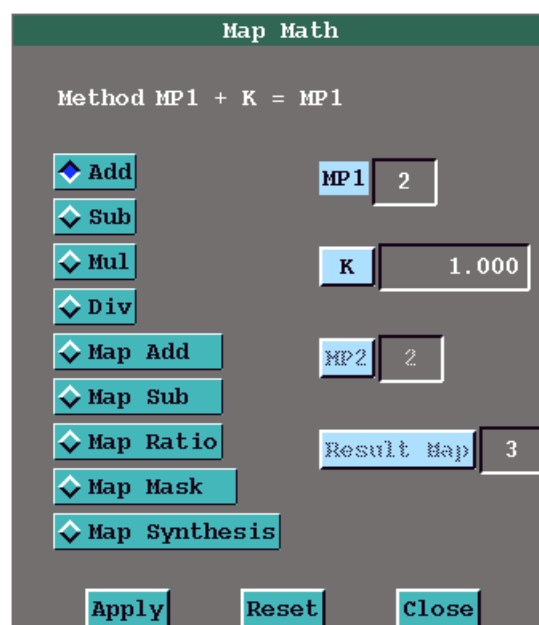 Map Math
Method MP1 + K = MP1
Add
MP1 2
Sub
Mul
K 1.000
Div
Map Add
MP2 2
Map Sub
Map Ratio
Result Map 3
Map Mask
Map Synthesis
Apply Reset Close